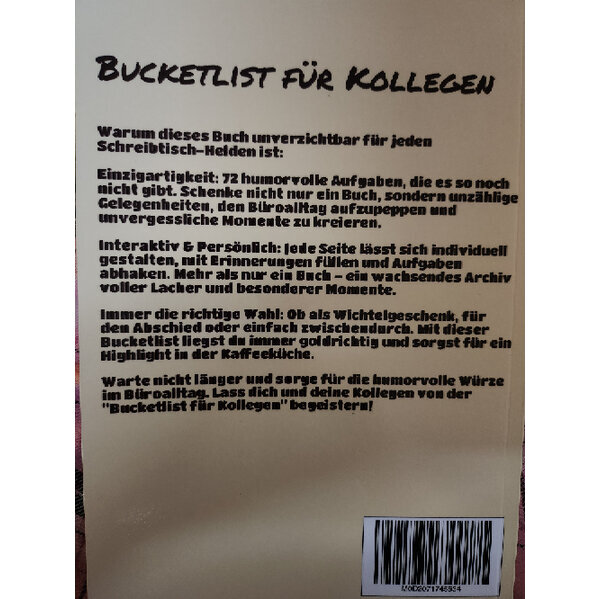 Bucketlist für Kollegen
Warum dieses Buch unverzichtbar für jeden
Schreibtisch-Helden ist:
Einzigartigkeit: 72 humorvolle Aufgaben, die es so noch
nicht gibt. Schenke nicht nur ein Buch, sondern unzählige
Gelegenheiten, den Büroalltag aufzupeppen und
unvergessliche Momente zu kreieren.
Interaktiv & Persönlich: Jede Seite lässt sich individuell
gestalten, mit Erinnerungen füllen und Aufgaben
abhaken. Mehr als nur ein Buch – ein wachsendes Archiv
voller Lacher und besonderer Momente.
Immer die richtige Wahl: Ob als Wichtelgeschenk, für
den Abschied oder einfach zwischendurch. Mit dieser
Bucketlist liegst du immer goldrichtig und sorgst für ein
Highlight in der Kaffeeküche.
Warte nicht länger und sorge für die humorvolle Würze
im Büroalltag. Lass dich und deine Kollegen von der
"Bucketlist für Kollegen" begeistern!